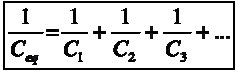 1/C_eq = 1/C_1 + 1/C_2 + 1/C_3 + ...